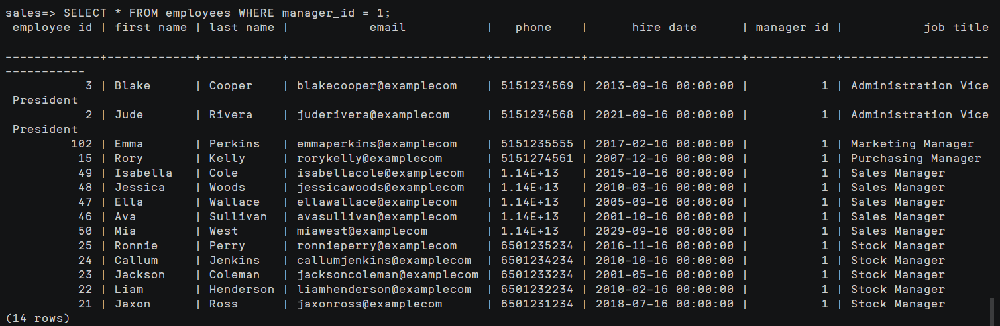 sales=> SELECT * FROM employees WHERE manager_id = 1;
 employee_id | first_name | last_name |           email           |   phone    |      hire_date      | manager_id |            job_title
-------------+------------+-----------+---------------------------+------------+---------------------+------------+--------------------
-----------
           3 | Blake      | Cooper    | blakecooper@examplecom    | 5151234569 | 2013-09-16 00:00:00 |          1 | Administration Vice
 President
           2 | Jude       | Rivera    | juderivera@examplecom     | 5151234568 | 2021-09-16 00:00:00 |          1 | Administration Vice
 President
         102 | Emma       | Perkins   | emmaperkins@examplecom    | 5151235555 | 2017-02-16 00:00:00 |          1 | Marketing Manager
          15 | Rory       | Kelly     | rorykelly@examplecom      | 5151274561 | 2007-12-16 00:00:00 |          1 | Purchasing Manager
          49 | Isabella   | Cole      | isabellacole@examplecom   | 1.14E+13   | 2015-10-16 00:00:00 |          1 | Sales Manager
          48 | Jessica    | Woods     | jessicawoods@examplecom   | 1.14E+13   | 2010-03-16 00:00:00 |          1 | Sales Manager
          47 | Ella       | Wallace   | ellawallace@examplecom    | 1.14E+13   | 2005-09-16 00:00:00 |          1 | Sales Manager
          46 | Ava        | Sullivan  | avasullivan@examplecom    | 1.14E+13   | 2001-10-16 00:00:00 |          1 | Sales Manager
          50 | Mia        | West      | miawest@examplecom        | 1.14E+13   | 2029-09-16 00:00:00 |          1 | Sales Manager
          25 | Ronnie     | Perry     | ronnieperry@examplecom    | 6501235234 | 2016-11-16 00:00:00 |          1 | Stock Manager
          24 | Callum     | Jenkins   | callumjenkins@examplecom  | 6501234234 | 2010-10-16 00:00:00 |          1 | Stock Manager
          23 | Jackson    | Coleman   | jacksoncoleman@examplecom | 6501233234 | 2001-05-16 00:00:00 |          1 | Stock Manager
          22 | Liam       | Henderson | liamhenderson@examplecom  | 6501232234 | 2010-02-16 00:00:00 |          1 | Stock Manager
          21 | Jaxon      | Ross      | jaxonross@examplecom      | 6501231234 | 2018-07-16 00:00:00 |          1 | Stock Manager
(14 rows)